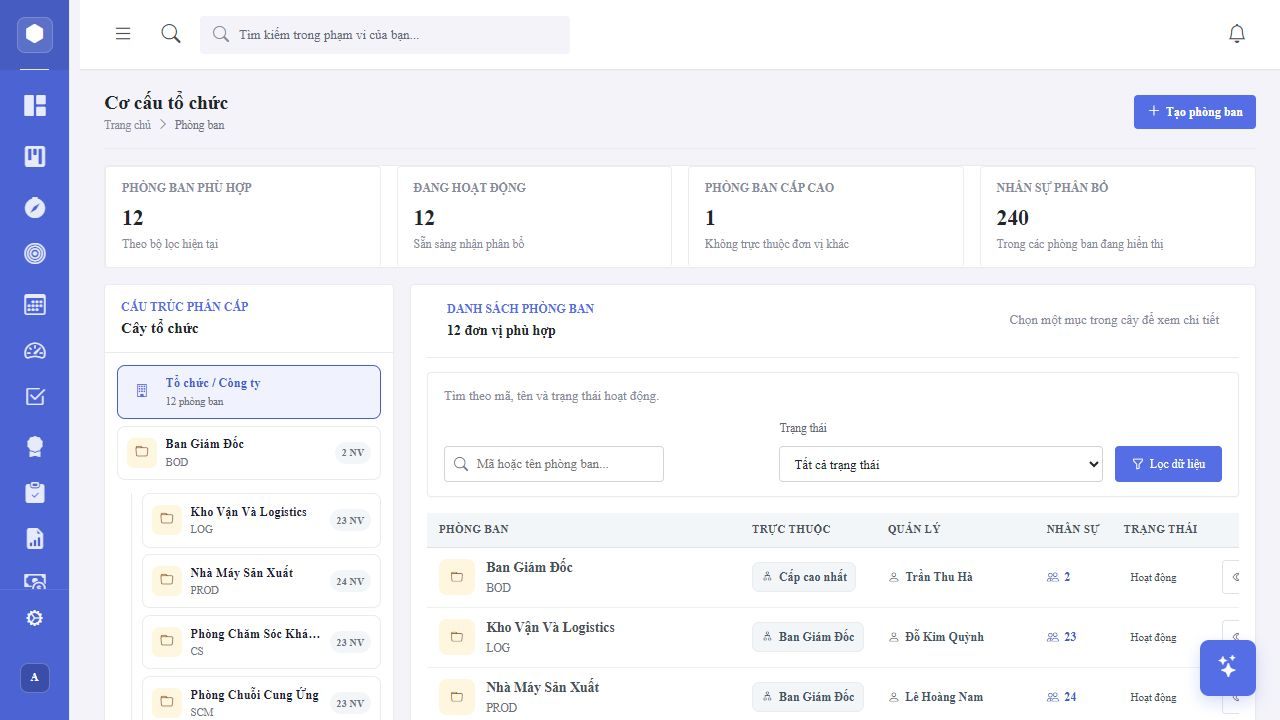 Tìm kiếm trong phạm vi của bạn...
Cơ cấu tổ chức
Trang chủ > Phòng ban
+ Tạo phòng ban
PHÒNG BAN PHÙ HỢP
12
Theo bộ lọc hiện tại
ĐANG HOẠT ĐỘNG
12
Sẵn sàng nhận phân bổ
PHÒNG BAN CẤP CAO
1
Không trực thuộc đơn vị khác
NHÂN SỰ PHÂN BỔ
240
Trong các phòng ban đang hiển thị
CẤU TRÚC PHÂN CẤP
Cây tổ chức
Tổ chức / Công ty
12 phòng ban
Ban Giám Đốc
BOD
2 NV
Kho Vận Và Logistics
LOG
23 NV
Nhà Máy Sản Xuất
PROD
24 NV
Phòng Chăm Sóc Khá...
CS
23 NV
Phòng Chuỗi Cung Ứng
SCM
23 NV
A
DANH SÁCH PHÒNG BAN
12 đơn vị phù hợp
Chọn một mục trong cây để xem chi tiết
Tìm theo mã, tên và trạng thái hoạt động.
Trạng thái
Mã hoặc tên phòng ban...
Tất cả trạng thái
Lọc dữ liệu
PHÒNG BAN TRỰC THUỘC QUẢN LÝ NHÂN SỰ TRẠNG THÁI
Ban Giám Đốc
BOD
Cấp cao nhất
Trần Thu Hà
2
Hoạt động
Kho Vận Và Logistics
LOG
Ban Giám Đốc
Đỗ Kim Quỳnh
23
Hoạt động
Nhà Máy Sản Xuất
PROD
Ban Giám Đốc
Lê Hoàng Nam
24
Hoạt động